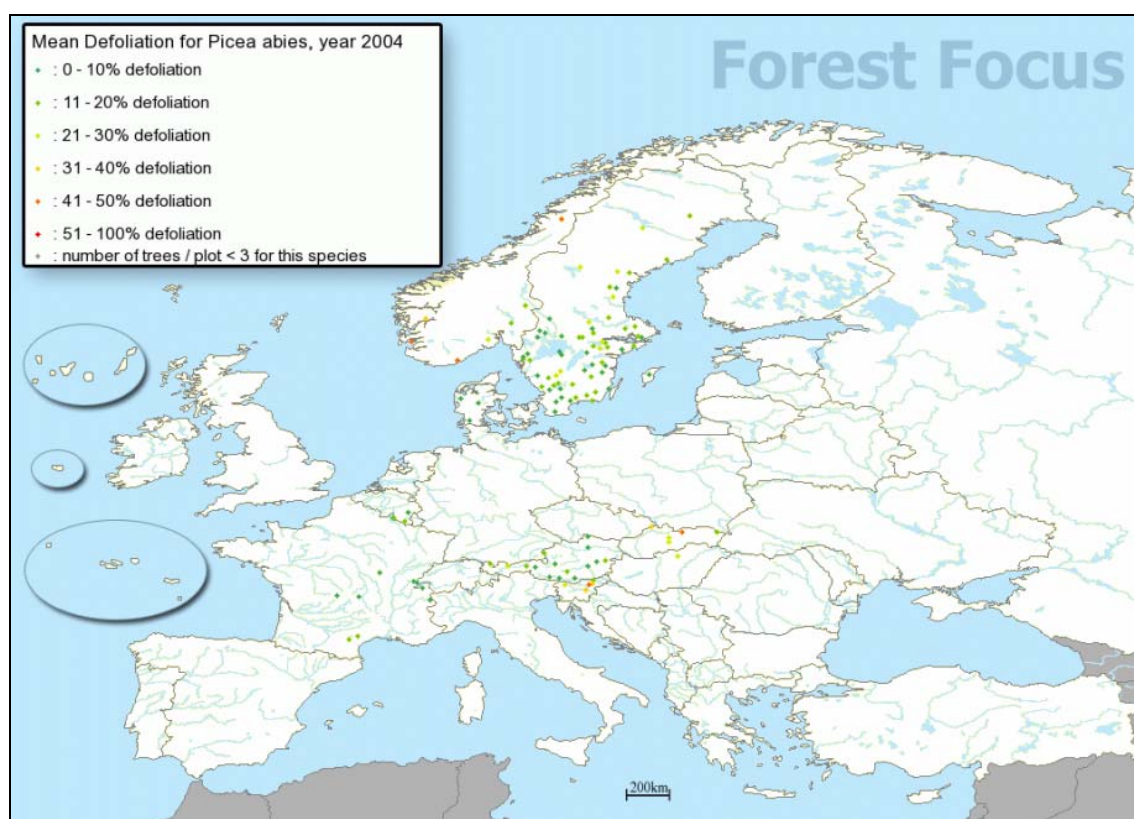 Mean Defoliation for Picea abies, year 2004
: 0 - 10% defoliation
: 11 - 20% defoliation
: 21 - 30% defoliation
: 31 - 40% defoliation
: 41 - 50% defoliation
: 51 - 100% defoliation
: number of trees / plot < 3 for this species
Forest Focus
200km